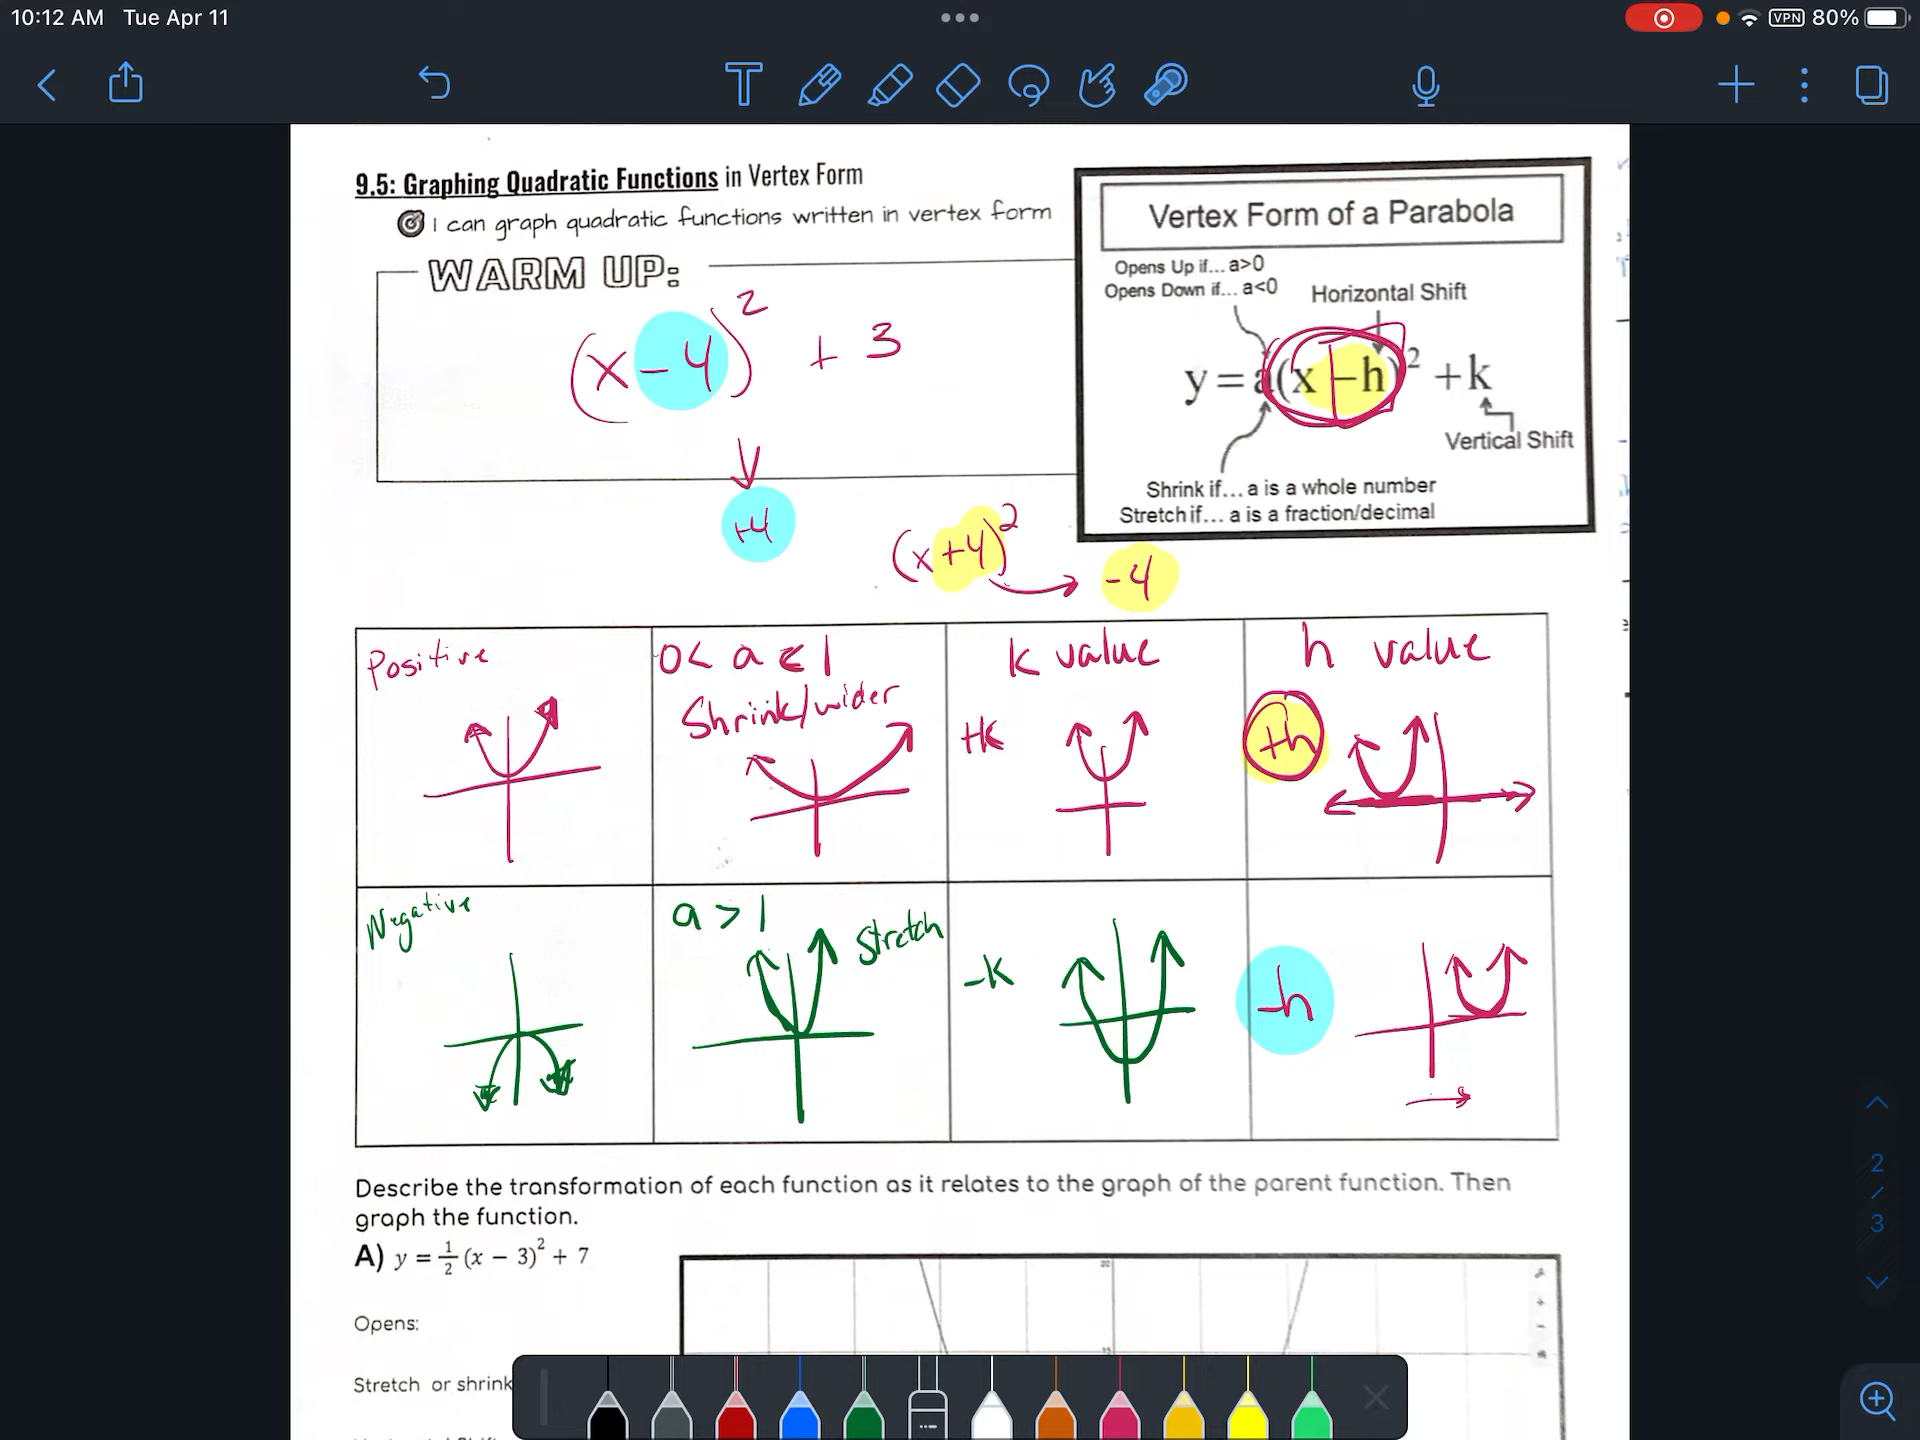 10:12 AM Tue Apr 11
VPN 80%
9.5: Graphing Quadratic Functions in Vertex Form
I can graph quadratic functions written in vertex form
WARM UP:
(x -4)² + 3
+4
(x +4)² → -4
Vertex Form of a Parabola
Opens Up if... a>0
Opens Down if... a<0
Horizontal Shift
y = a(x - h)² + k
Vertical Shift
Shrink if... a is a whole number
Stretch if... a is a fraction/decimal
Positive
0 < a < 1
Shrink/wider
k value
+k
h value
+h
Negative
a > 1
Stretch
-k
-h
Describe the transformation of each function as it relates to the graph of the parent function. Then
graph the function.
A) y = 1/2 (x − 3)² + 7
20
15
Opens:
Stretch or shrink
2
/
3